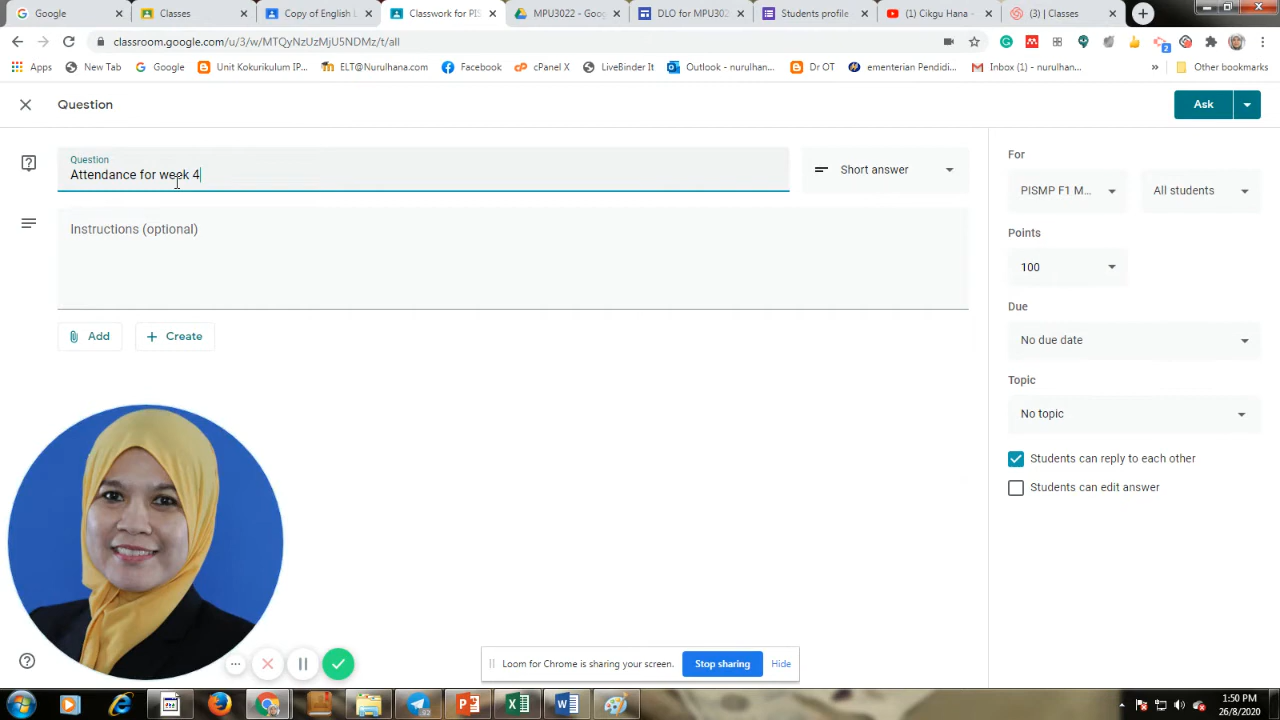 Google
Classes
Copy of English L
Classwork for PIS
MPU3022 – Goog
DLO for MPU302
Students profilin
(1) Cikgu Hana
(3) | Classes
classroom.google.com/u/3/w/MTQyNzUzMjU5NDMz/t/all
2
Apps
New Tab
Google
Unit Kokurikulum IP...
ELT@Nurulhana.com
Facebook
cPanel X
LiveBinder It
Outlook - nurulhan...
Dr OT
ementerian Pendidi...
Inbox (1) - nurulhan...
»
Other bookmarks
Question
Ask
Question
Attendance for week 4
Short answer
Instructions (optional)
Add
Create
For
PISMP F1 M...
All students
Points
100
Due
No due date
Topic
No topic
Students can reply to each other
Students can edit answer
Loom for Chrome is sharing your screen.
Stop sharing
Hide
1:50 PM
26/8/2020